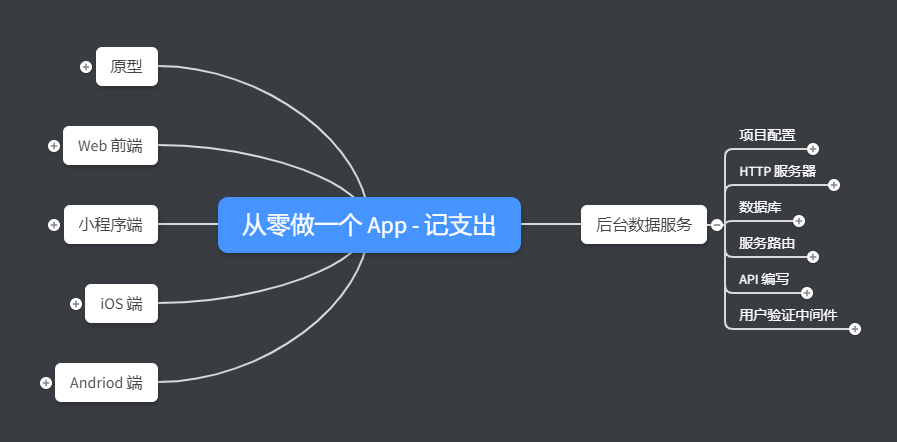 原型
Web 前端
小程序端
iOS 端
Andriod 端
从零做一个 App - 记支出
后台数据服务
项目配置
HTTP 服务器
数据库
服务路由
API 编写
用户验证中间件